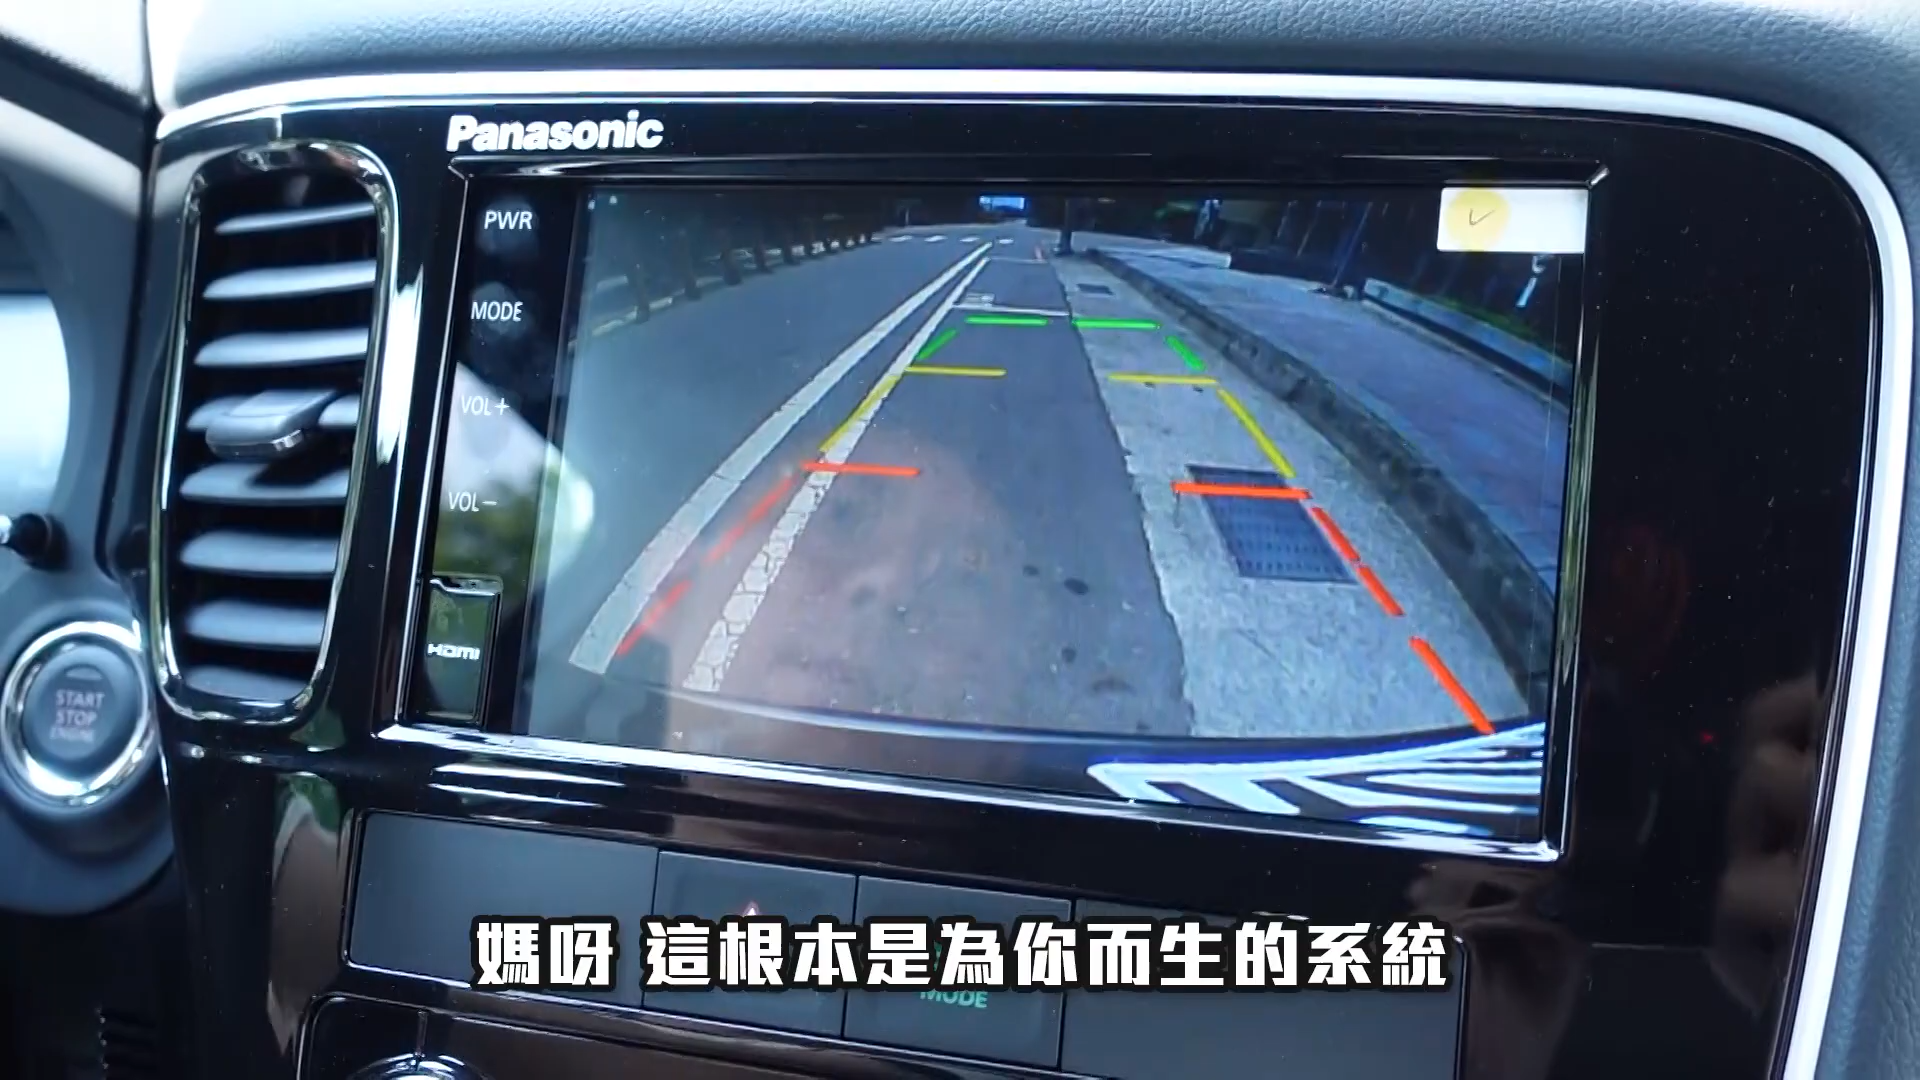 Panasonic
PWR
MODE
VOL+
VOL-
HDMI
START
STOP
ENGINE
媽呀 這根本是為你而生的系統
MODE